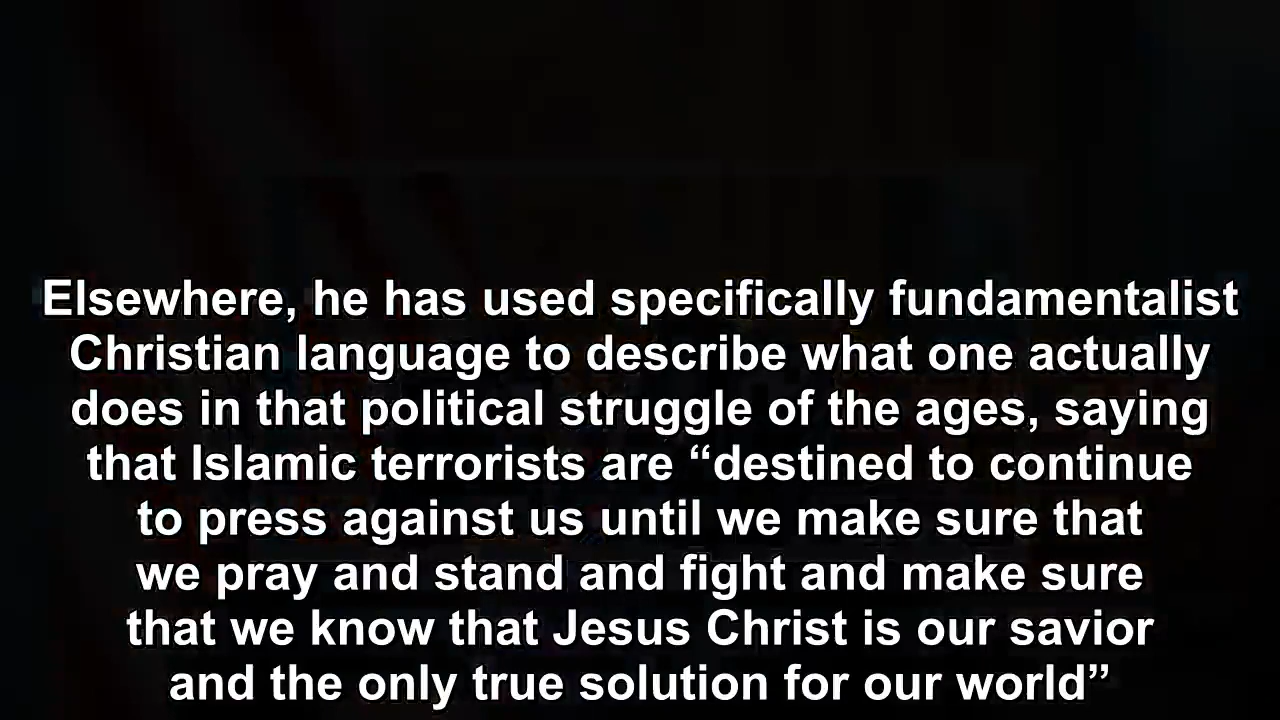 Elsewhere, he has used specifically fundamentalist
Christian language to describe what one actually
does in that political struggle of the ages, saying
that Islamic terrorists are “destined to continue
to press against us until we make sure that
we pray and stand and fight and make sure
that we know that Jesus Christ is our savior
and the only true solution for our world”